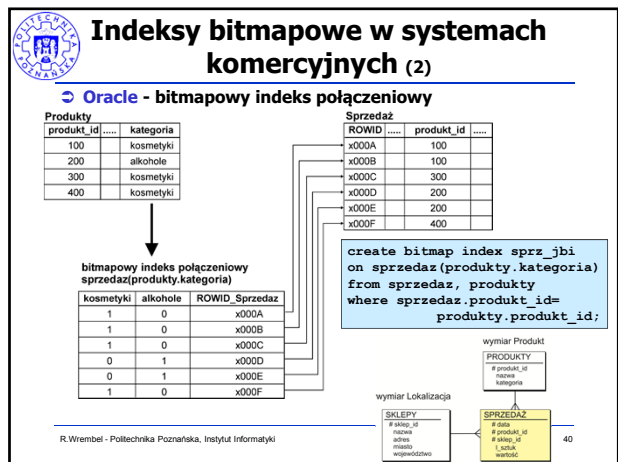 POLITECHNIKA POZNAŃSKA
Indeksy bitmapowe w systemach
komercyjnych (2)
Oracle - bitmapowy indeks połączeniowy
Produkty
produkt_id ..... kategoria
100 kosmetyki
200 alkohole
300 kosmetyki
400 kosmetyki
Sprzedaż
ROWID ..... produkt_id .....
x000A 100
x000B 100
x000C 300
x000D 200
x000E 200
x000F 400
bitmapowy indeks połączeniowy
sprzedaz(produkty.kategoria)
kosmetyki alkohole ROWID_Sprzedaz
1 0 x000A
1 0 x000B
1 0 x000C
0 1 x000D
0 1 x000E
1 0 x000F
create bitmap index sprz_jbi
on sprzedaz(produkty.kategoria)
from sprzedaz, produkty
where sprzedaz.produkt_id=
produkty.produkt_id;
wymiar Produkt
PRODUKTY
# produkt_id
nazwa
kategoria
wymiar Lokalizacja
SKLEPY
# sklep_id
nazwa
adres
miasto
województwo
SPRZEDAŻ
# data
# produkt_id
# sklep_id
l_sztuk
wartość
R.Wrembel - Politechnika Poznańska, Instytut Informatyki
40